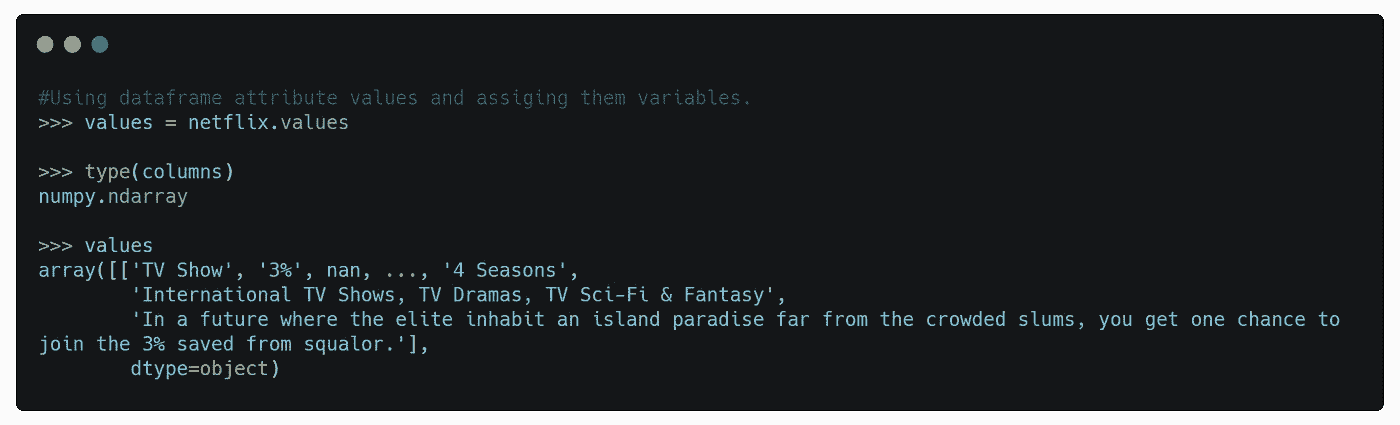 #Using dataframe attribute values and assiging them variables.
>>> values = netflix.values
>>> type(columns)
numpy.ndarray
>>> values
array([['TV Show', '3%', nan, ..., '4 Seasons',
'International TV Shows, TV Dramas, TV Sci-Fi & Fantasy',
'In a future where the elite inhabit an island paradise far from the crowded slums, you get one chance to
join the 3% saved from squalor.'],
dtype=object)